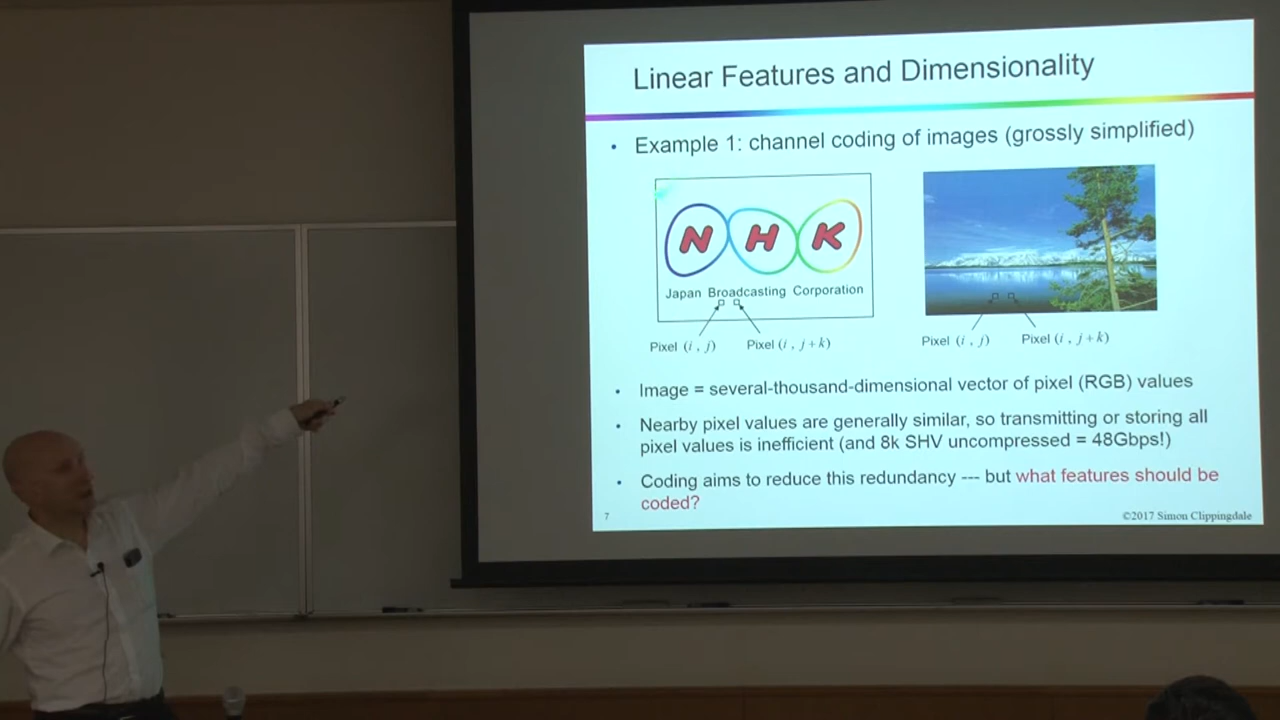 Linear Features and Dimensionality
• Example 1: channel coding of images (grossly simplified)
NHK
Japan Broadcasting Corporation
Pixel (i , j) Pixel (i , j+k)
Pixel (i , j) Pixel (i , j+k)
• Image = several-thousand-dimensional vector of pixel (RGB) values
• Nearby pixel values are generally similar, so transmitting or storing all
pixel values is inefficient (and 8k SHV uncompressed = 48Gbps!)
• Coding aims to reduce this redundancy --- but what features should be
coded?
7
©2017 Simon Clippingdale